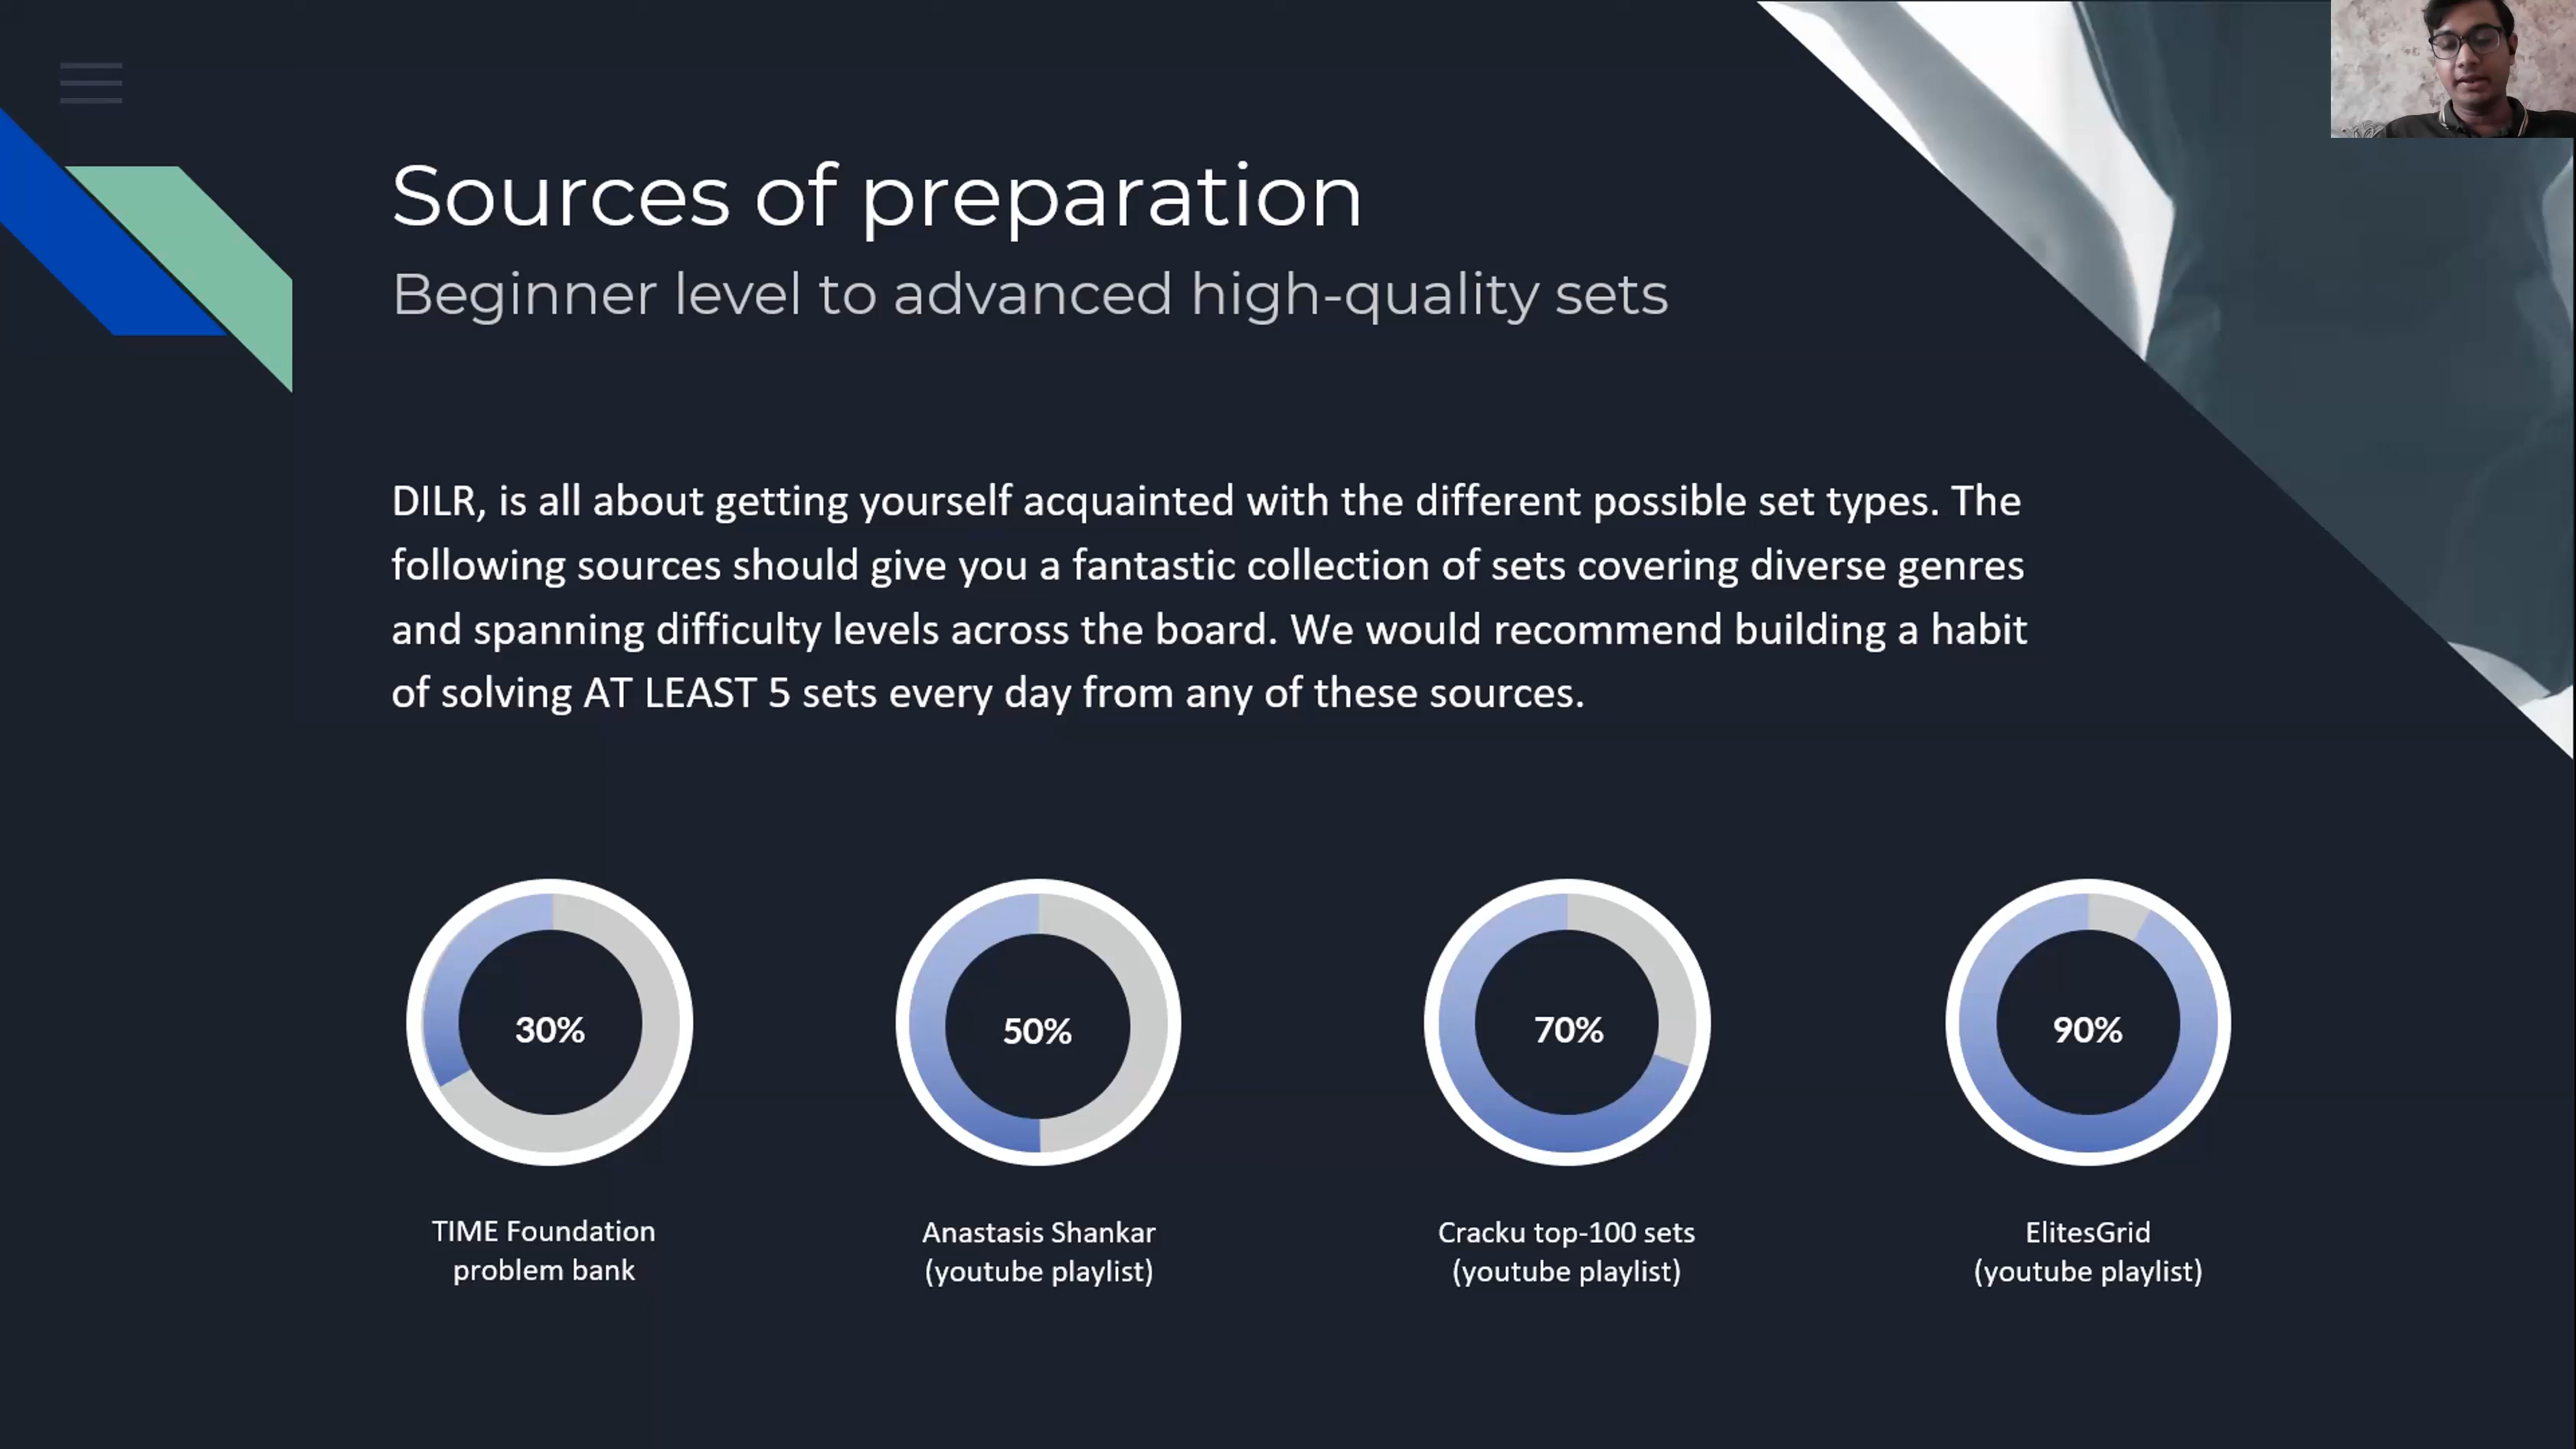 Sources of preparation
Beginner level to advanced high-quality sets
DILR, is all about getting yourself acquainted with the different possible set types. The
following sources should give you a fantastic collection of sets covering diverse genres
and spanning difficulty levels across the board. We would recommend building a habit
of solving AT LEAST 5 sets every day from any of these sources.
30%
50%
70%
90%
TIME Foundation
problem bank
Anastasis Shankar
(youtube playlist)
Cracku top-100 sets
(youtube playlist)
ElitesGrid
(youtube playlist)